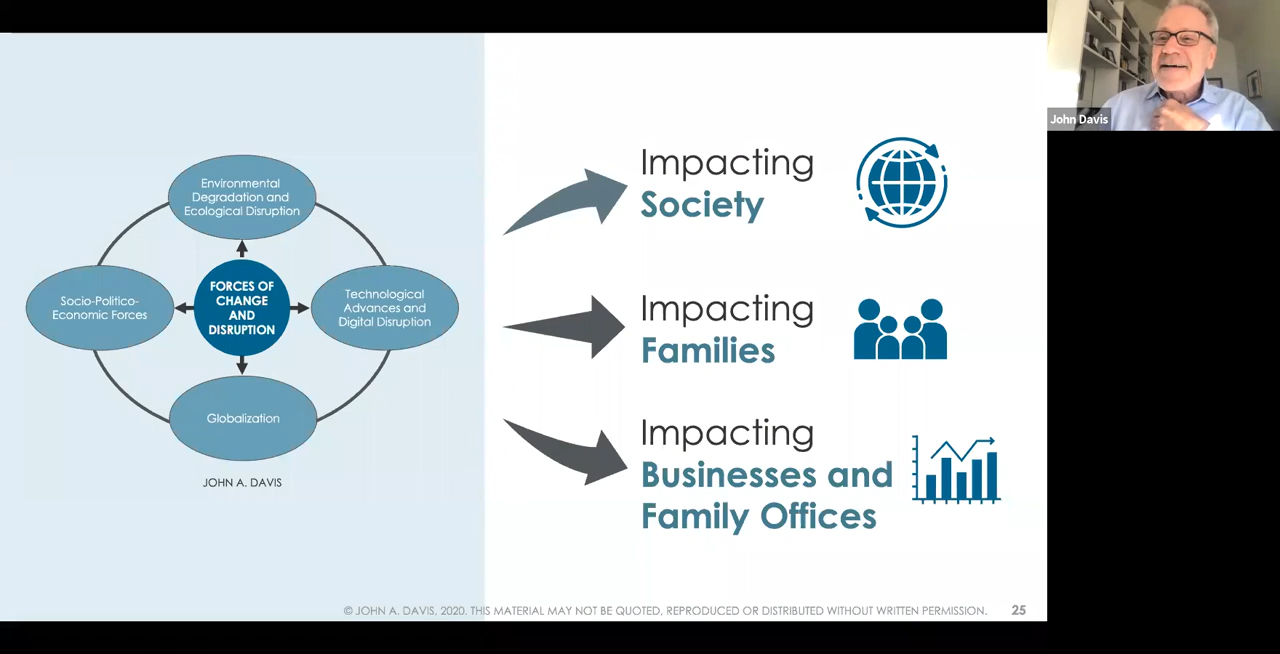 Environmental
Degradation and
Ecological Disruption
Socio-Politico-
Economic Forces
FORCES OF
CHANGE
AND
DISRUPTION
Technological
Advances and
Digital Disruption
Globalization
JOHN A. DAVIS
Impacting
Society
Impacting
Families
Impacting
Businesses and
Family Offices
© JOHN A. DAVIS, 2020. THIS MATERIAL MAY NOT BE QUOTED, REPRODUCED OR DISTRIBUTED WITHOUT WRITTEN PERMISSION.
25
John Davis